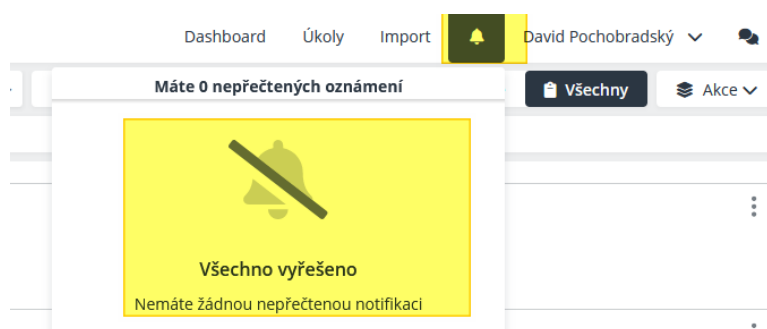 Dashboard Úkoly Import David Pochobradský
Máte 0 nepřečtených oznámení
Všechny Akce
Všechno vyřešeno
Nemáte žádnou nepřečtenou notifikaci